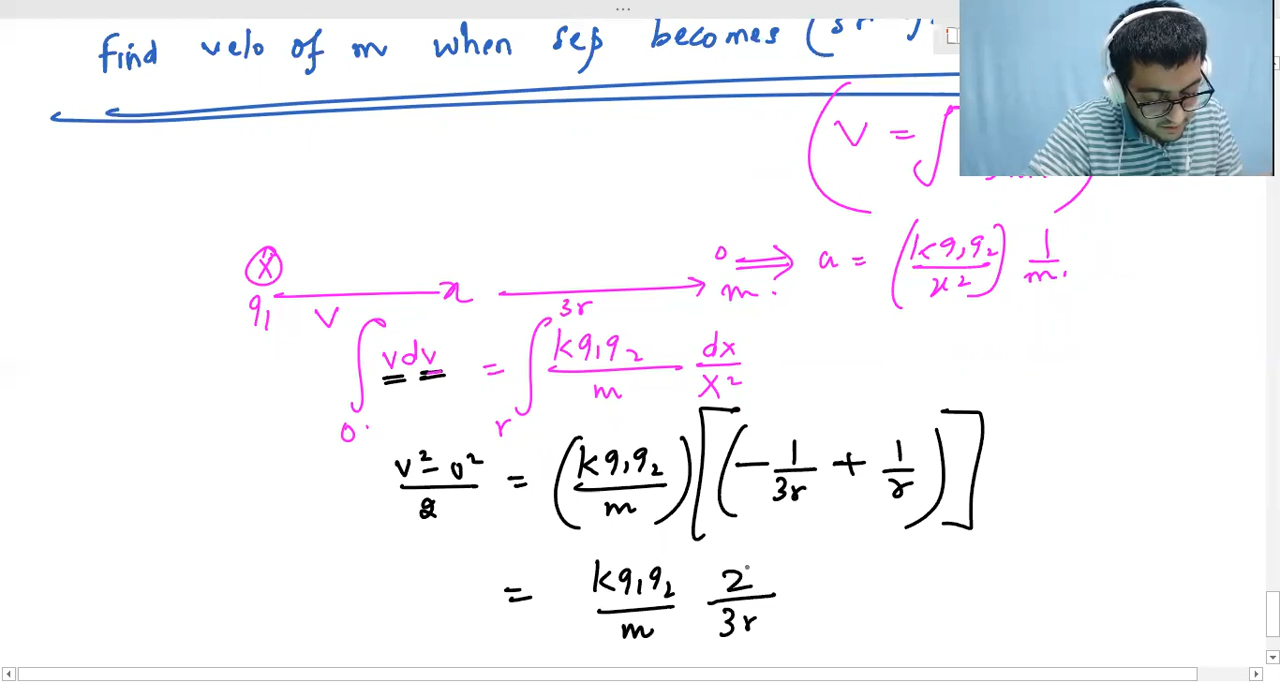 find velo of m when sep becomes (3r
V = ∫
q₁ x m. ⟹ a = (kq₁q₂/x²) 1/m.
∫₀^V vdv = ∫ᵣ^3r kq₁q₂/m dx/x²
v² - 0²/2 = (kq₁q₂/m) [(-1/3r + 1/r)]
= kq₁q₂/m 2/3r